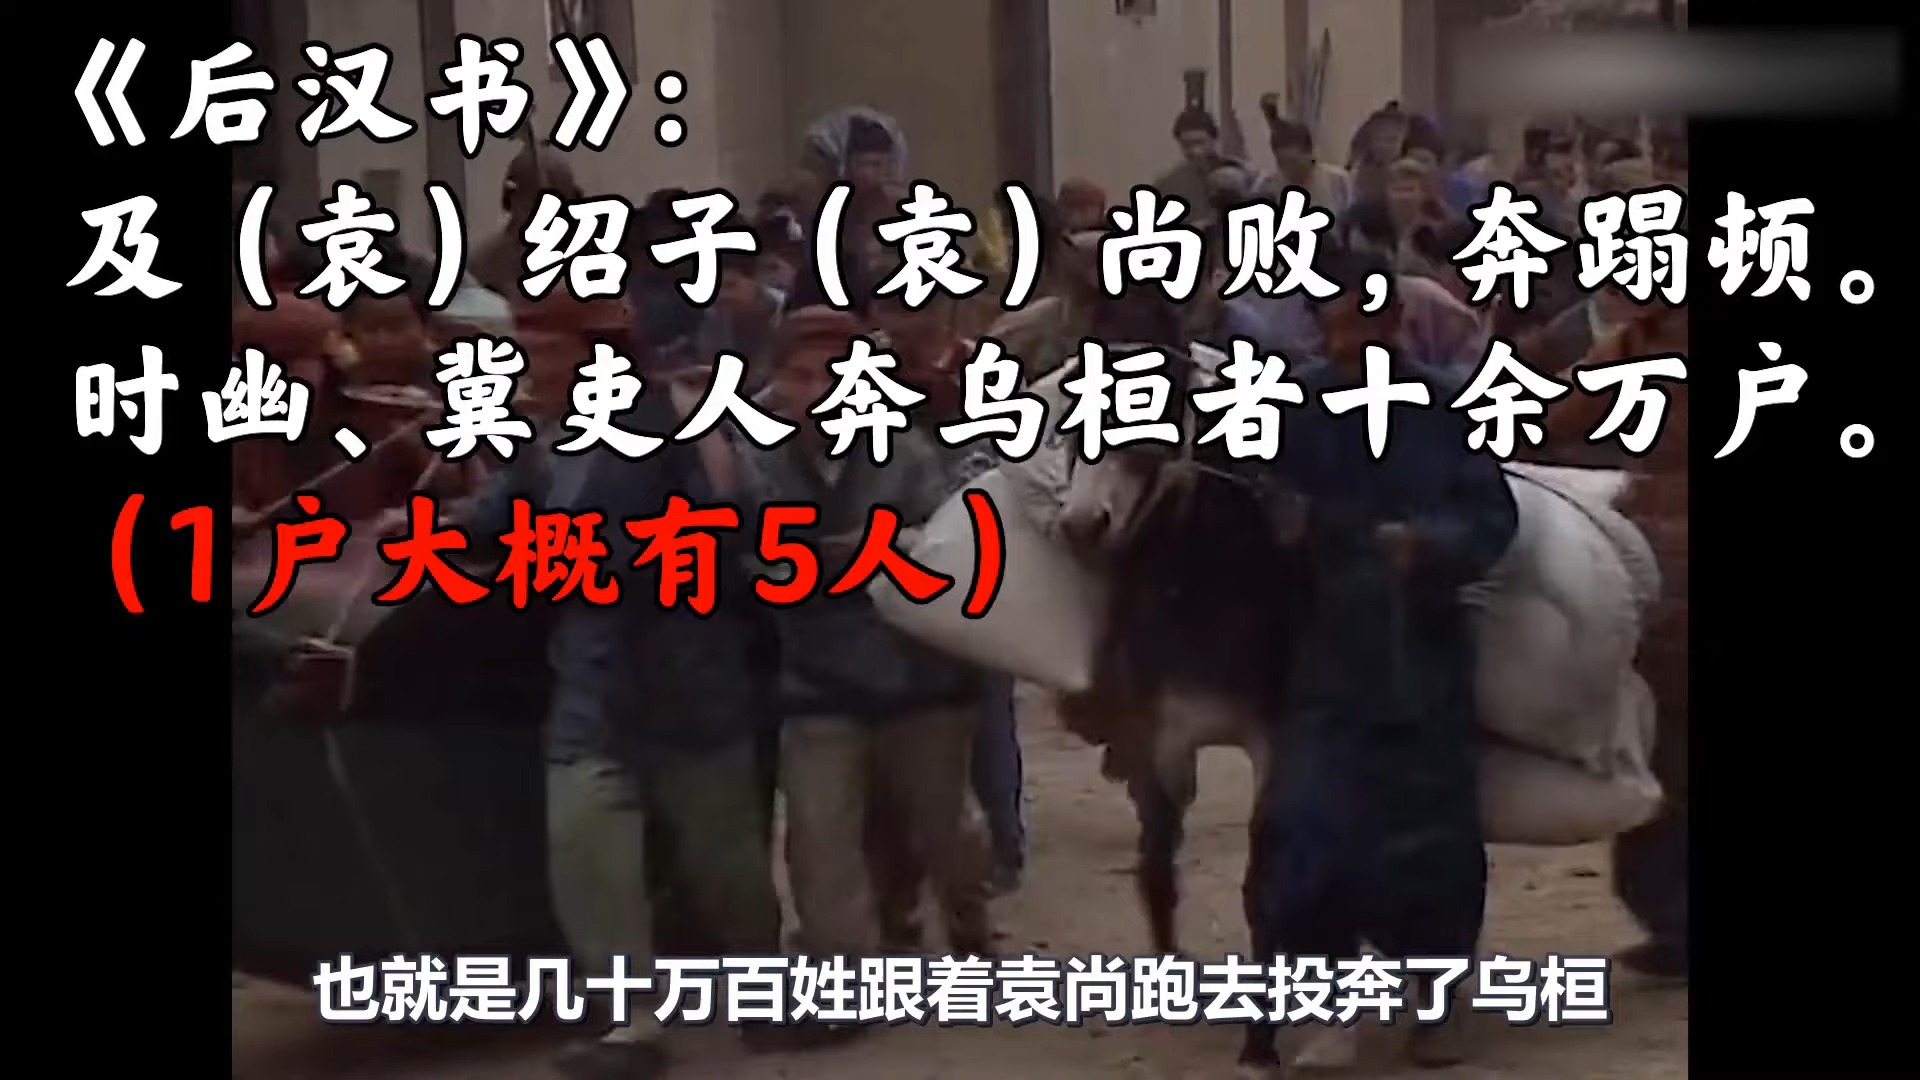 《后汉书》：
及（袁）绍子（袁）尚败，奔蹋顿。
时幽、冀吏人奔乌桓者十余万户。
（1户大概有5人）
也就是几十万百姓跟着袁尚跑去投奔了乌桓